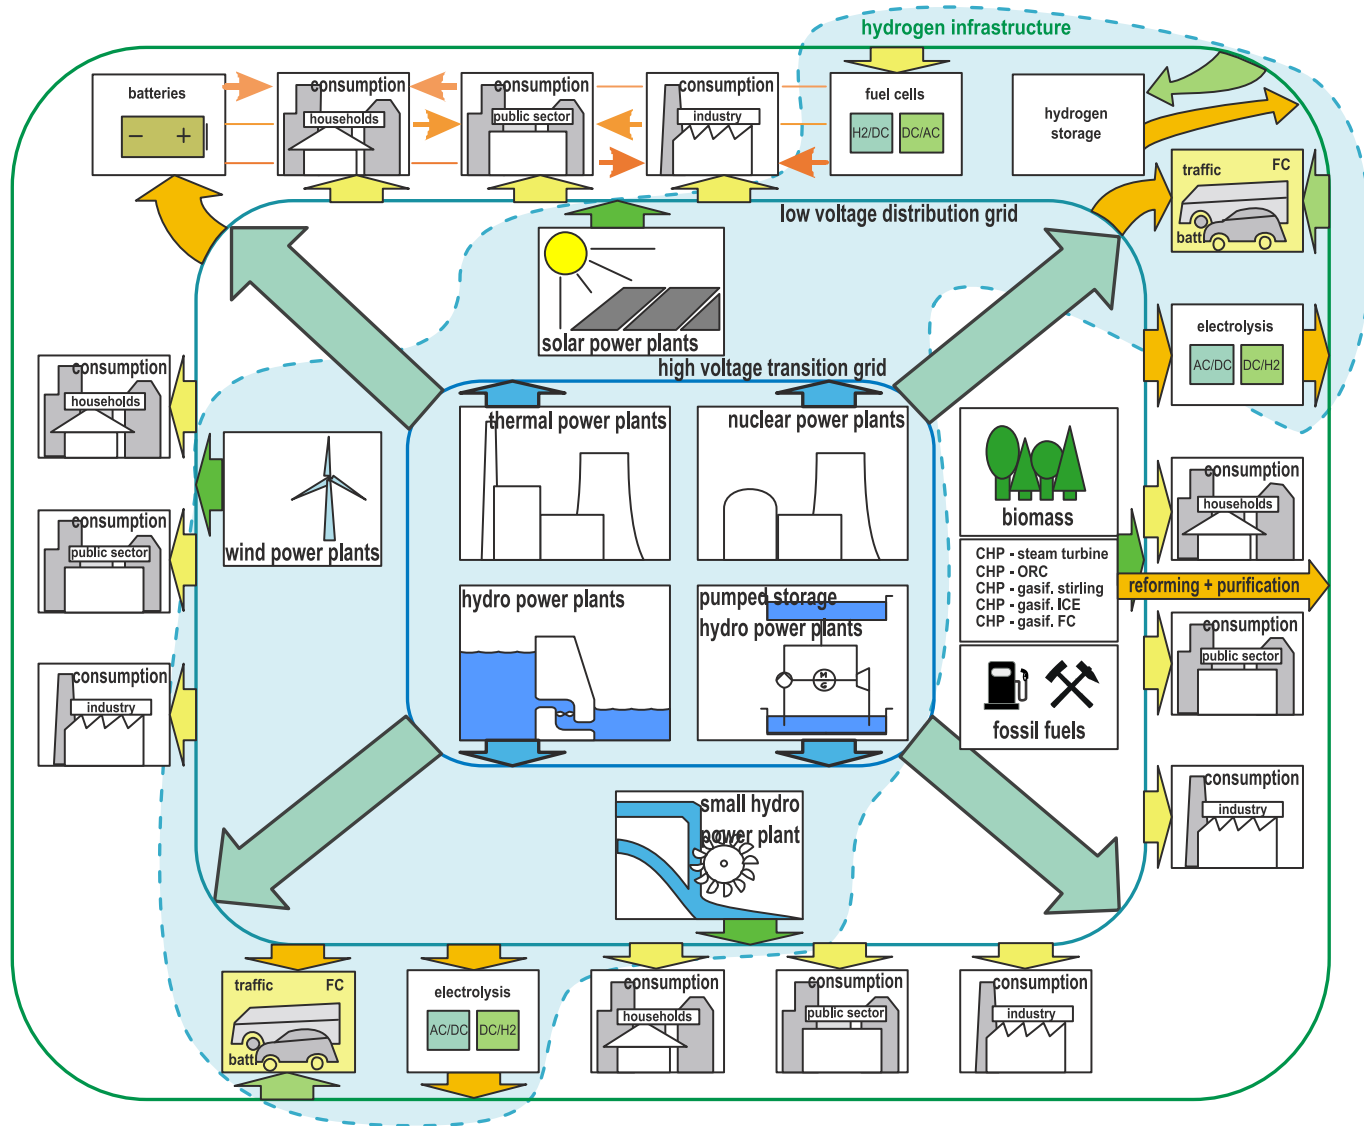 hydrogen infrastructure
batteries
− +
consumption
households
consumption
public sector
consumption
industry
fuel cells
H2/DC
DC/AC
hydrogen
storage
traffic
FC
batt.
low voltage distribution grid
solar power plants
high voltage transition grid
electrolysis
AC/DC
DC/H2
consumption
households
wind power plants
consumption
public sector
consumption
industry
thermal power plants
nuclear power plants
hydro power plants
pumped storage
hydro power plants
M
G
biomass
CHP - steam turbine
CHP - ORC
CHP - gasif. stirling
CHP - gasif. ICE
CHP - gasif. FC
fossil fuels
consumption
households
reforming + purification
consumption
public sector
consumption
industry
small hydro
power plant
traffic
FC
batt.
electrolysis
AC/DC
DC/H2
consumption
households
consumption
public sector
consumption
industry